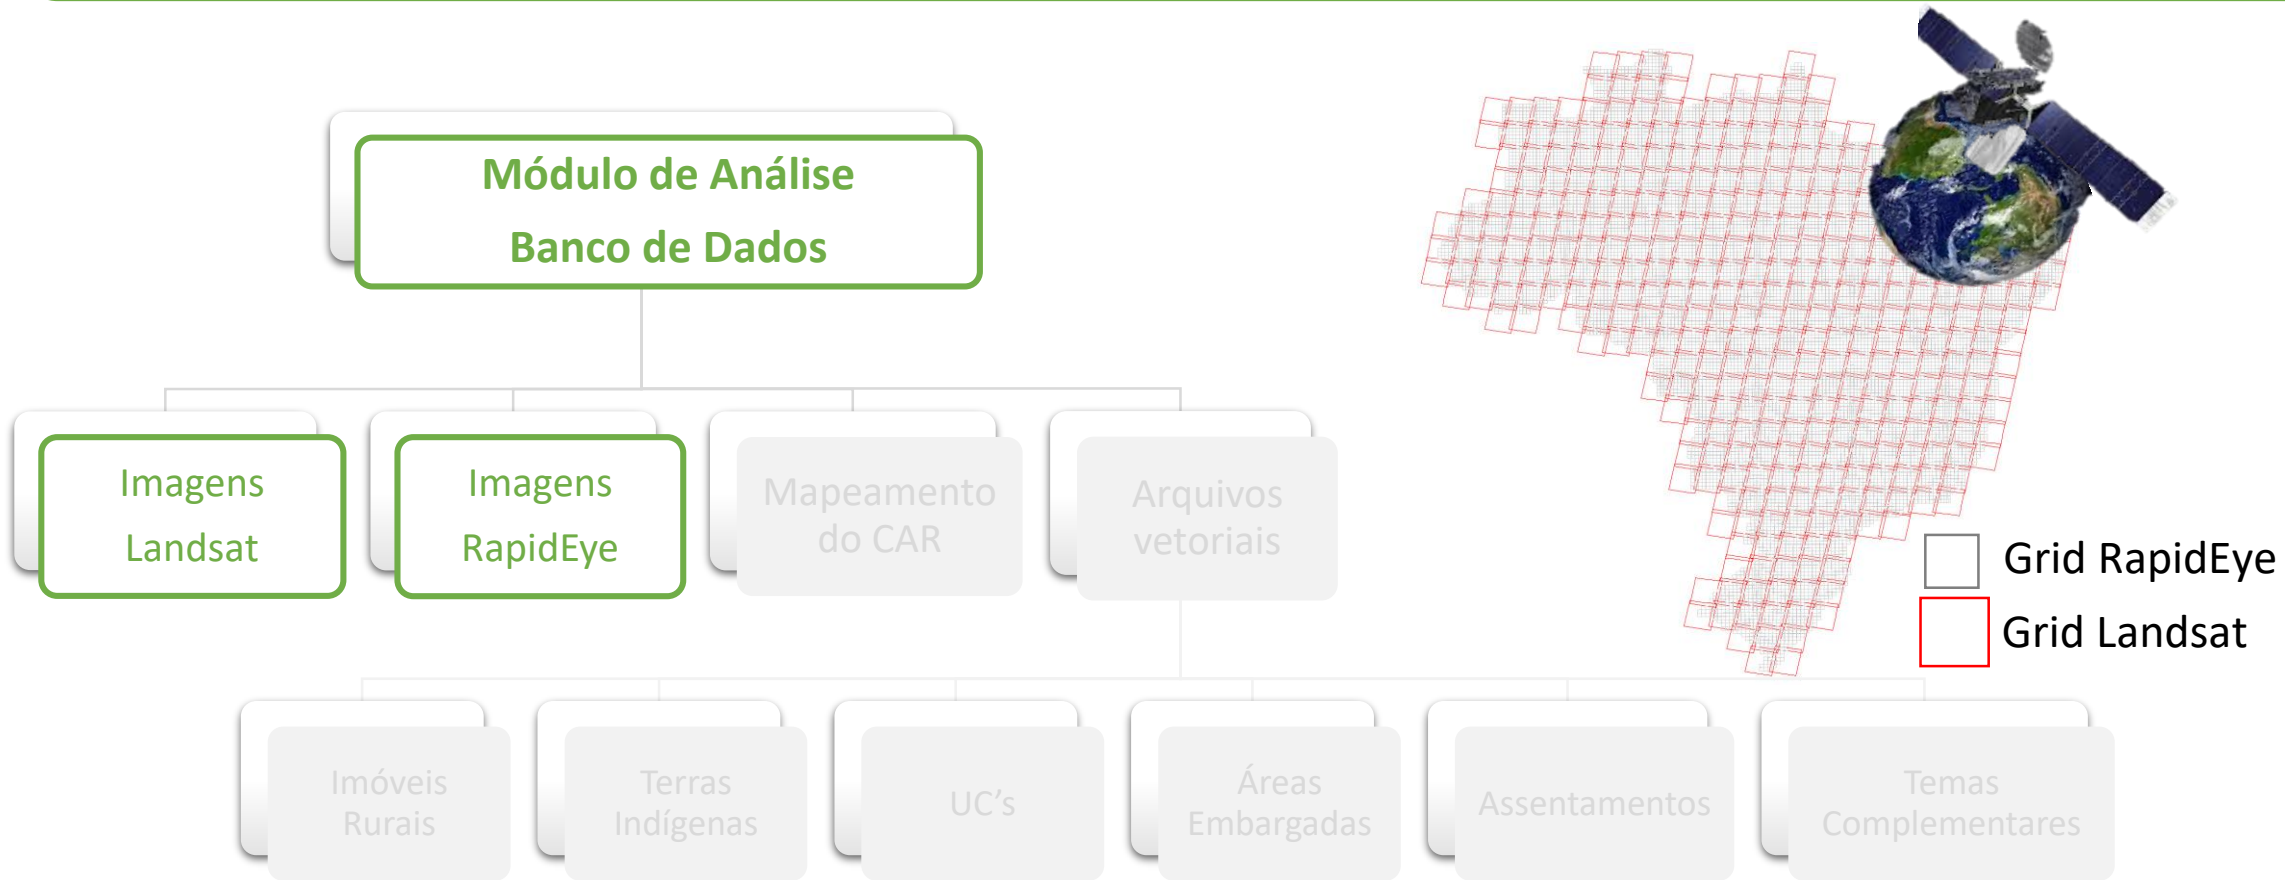 Módulo de Análise
Banco de Dados
Imagens
Landsat
Imagens
RapidEye
Mapeamento
do CAR
Arquivos
vetoriais
Grid RapidEye
Grid Landsat
Imóveis
Rurais
Terras
Indígenas
UC’s
Áreas
Embargadas
Assentamentos
Temas
Complementares